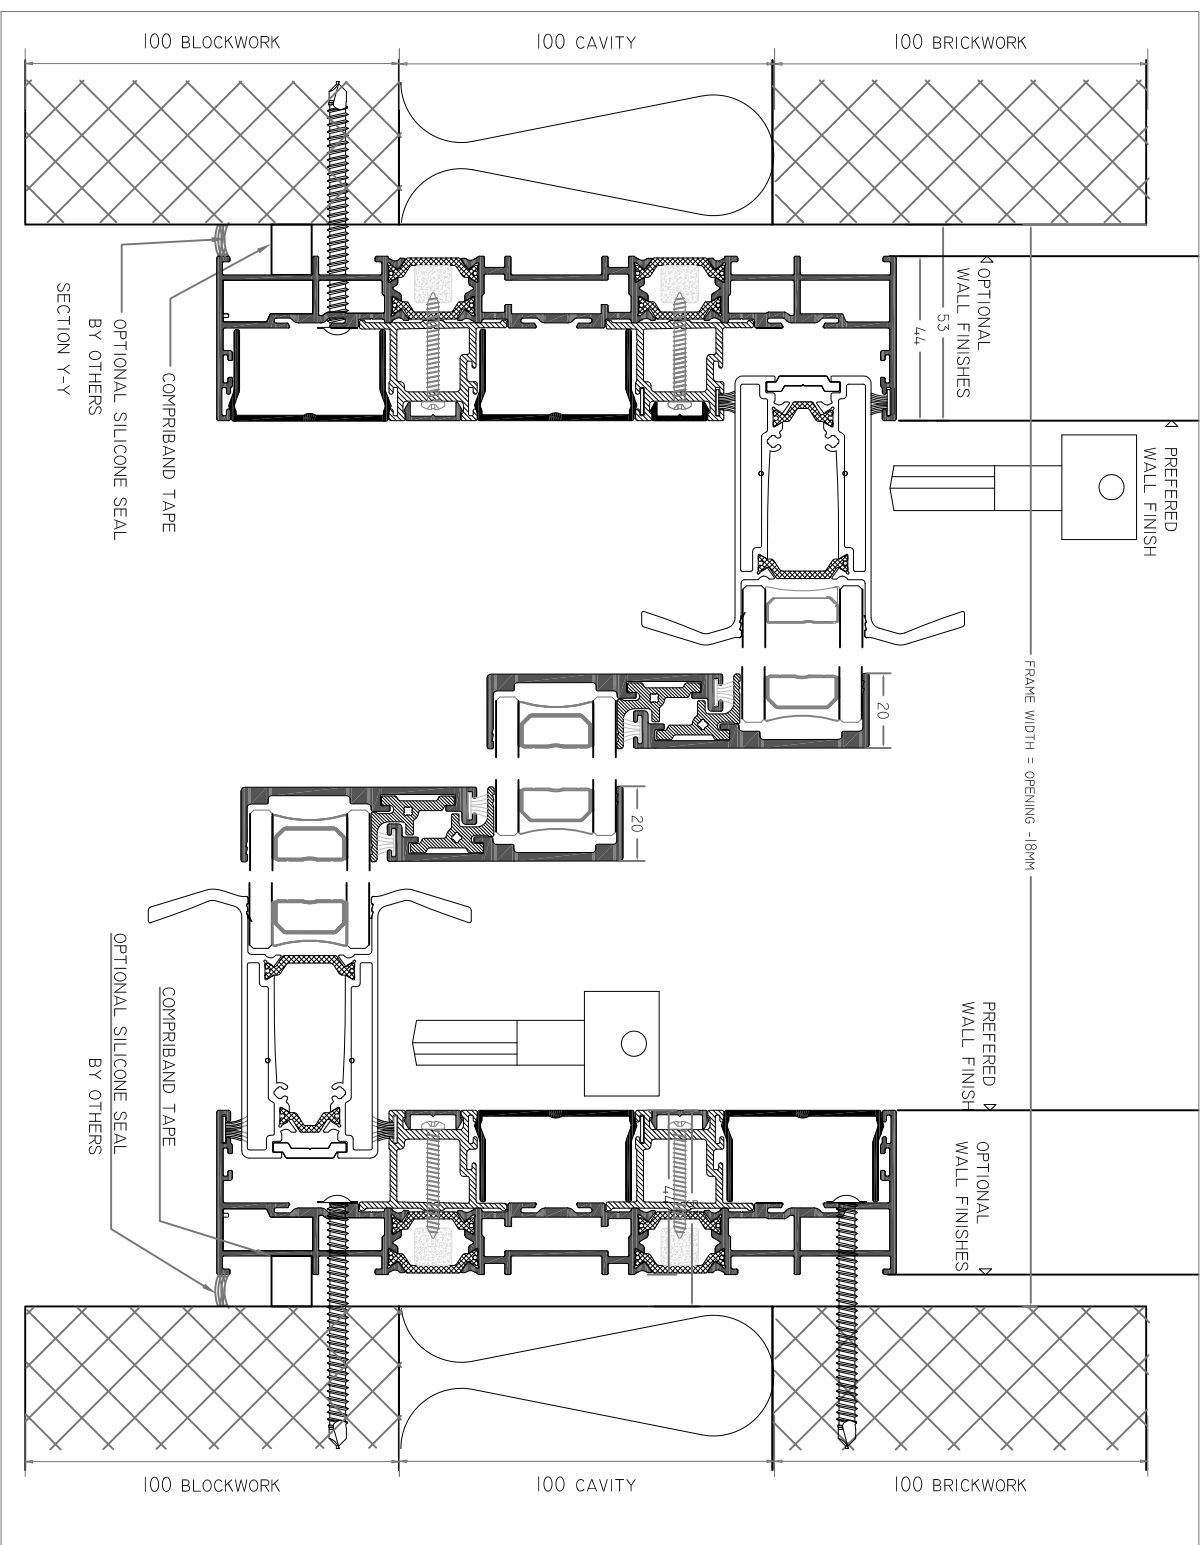 100 BLOCKWORK
100 CAVITY
100 BRICKWORK
OPTIONAL
WALL FINISHES
53
44
PREFERED
WALL FINISH
SECTION Y-Y
OPTIONAL SILICONE SEAL
BY OTHERS
COMPRIBAND TAPE
20
FRAME WIDTH = OPENING -18MM
20
OPTIONAL SILICONE SEAL
BY OTHERS
COMPRIBAND TAPE
PREFERED
WALL FINISH
OPTIONAL
WALL FINISHES
100 BLOCKWORK
100 CAVITY
100 BRICKWORK